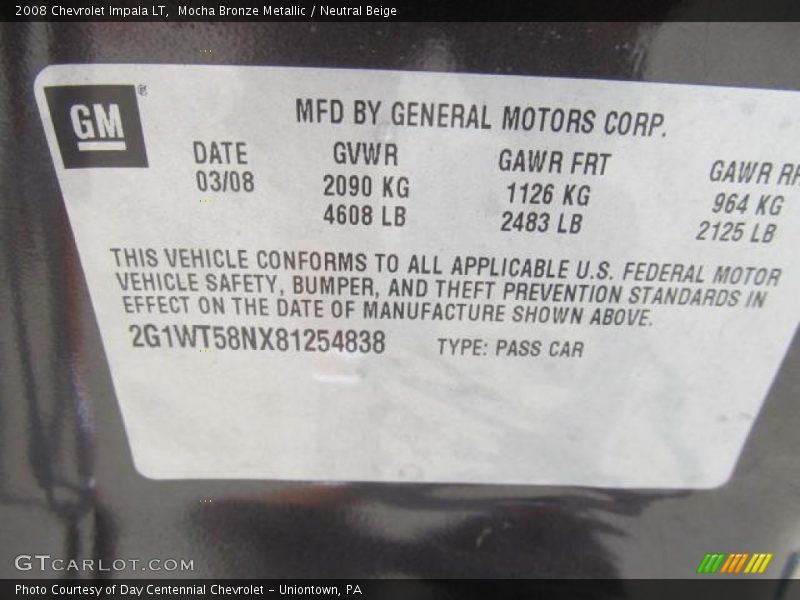 2008 Chevrolet Impala LT,  Mocha Bronze Metallic / Neutral Beige
GM ®
MFD BY GENERAL MOTORS CORP.
DATE GVWR GAWR FRT GAWR RR
03/08 2090 KG 1126 KG 964 KG
4608 LB 2483 LB 2125 LB
THIS VEHICLE CONFORMS TO ALL APPLICABLE U.S. FEDERAL MOTOR
VEHICLE SAFETY, BUMPER, AND THEFT PREVENTION STANDARDS IN
EFFECT ON THE DATE OF MANUFACTURE SHOWN ABOVE.
2G1WT58NX81254838 TYPE: PASS CAR
GTCARLOT.COM
Photo Courtesy of Day Centennial Chevrolet - Uniontown, PA